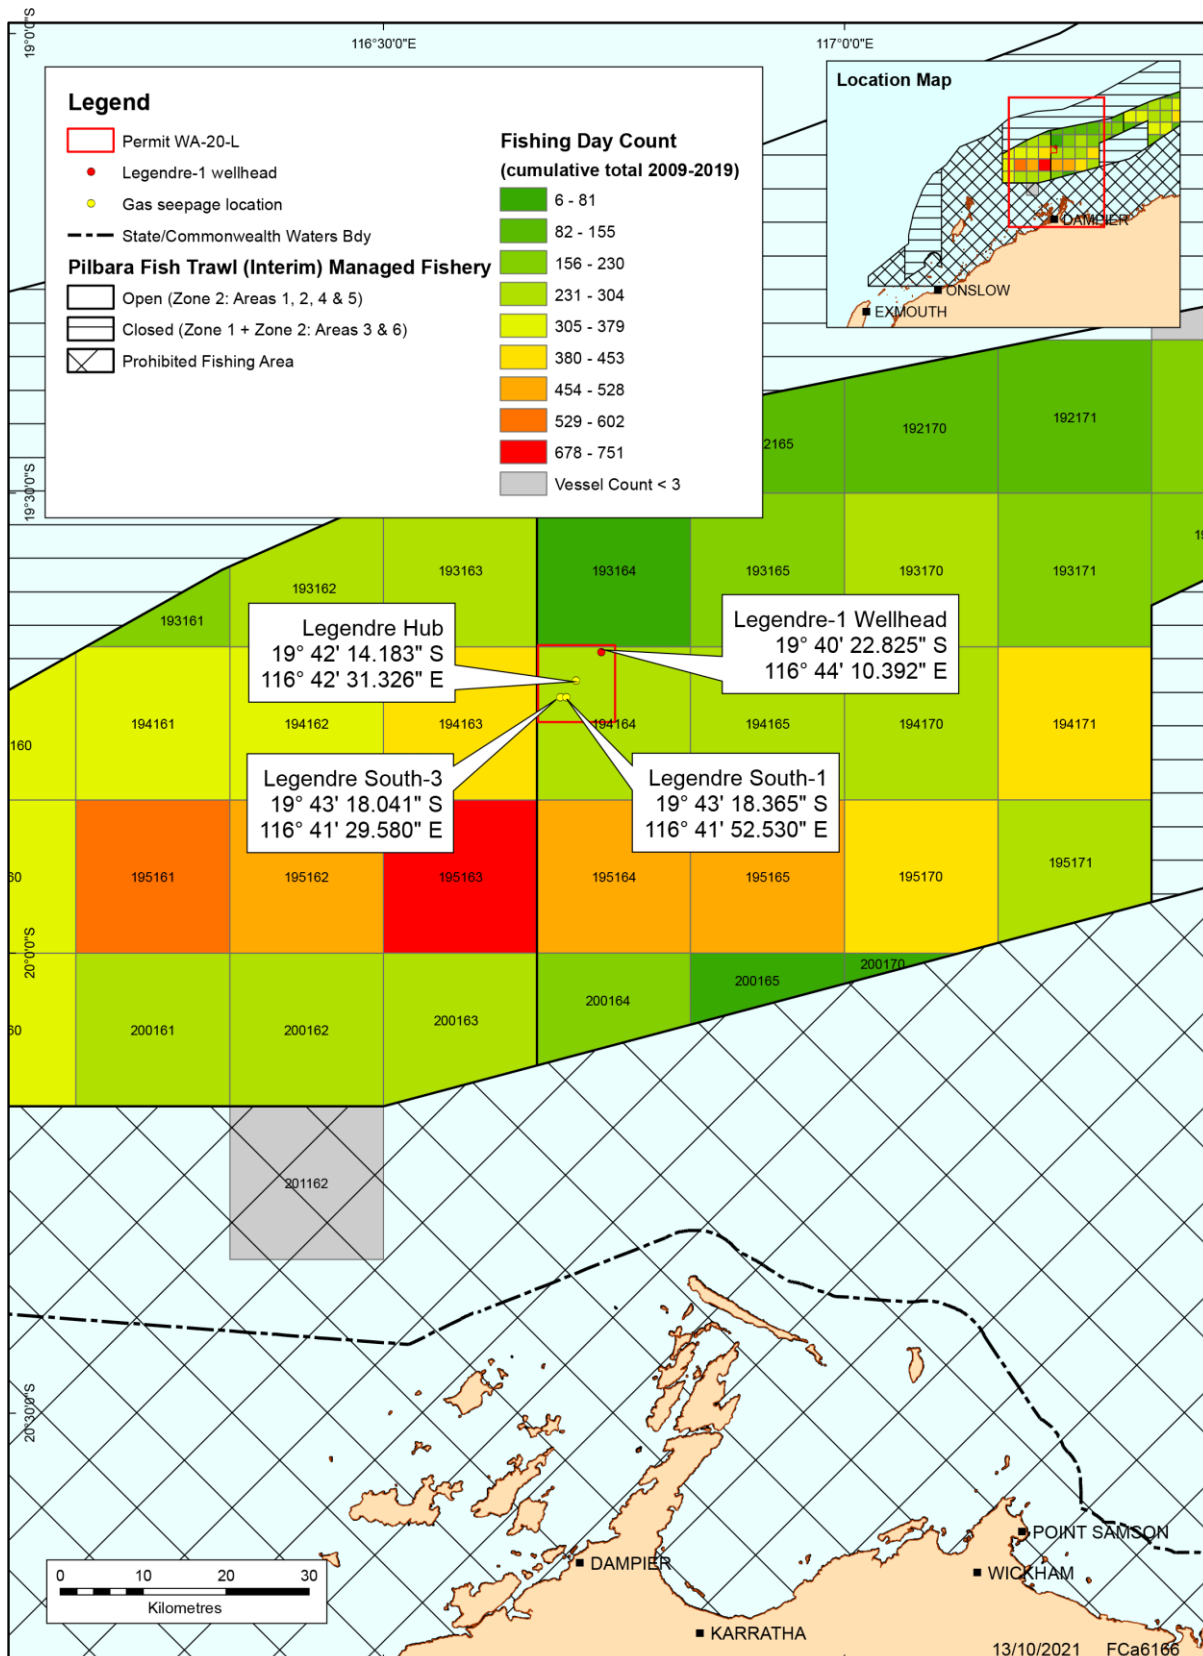 116°30'0"E
117°0'0"E
19°0'0"S
19°30'0"S
20°0'0"S
20°30'0"S
Legend
Permit WA-20-L
Legendre-1 wellhead
Gas seepage location
State/Commonwealth Waters Bdy
Pilbara Fish Trawl (Interim) Managed Fishery
Open (Zone 2: Areas 1, 2, 4 & 5)
Closed (Zone 1 + Zone 2: Areas 3 & 6)
Prohibited Fishing Area
Fishing Day Count
(cumulative total 2009-2019)
6 - 81
82 - 155
156 - 230
231 - 304
305 - 379
380 - 453
454 - 528
529 - 602
678 - 751
Vessel Count < 3
Location Map
DAMPIER
ONSLOW
EXMOUTH
2165
192170
192171
193161
193162
193163
193164
193165
193170
193171
19
Legendre Hub
19° 42' 14.183" S
116° 42' 31.326" E
Legendre-1 Wellhead
19° 40' 22.825" S
116° 44' 10.392" E
160
194161
194162
194163
194164
194165
194170
194171
Legendre South-3
19° 43' 18.041" S
116° 41' 29.580" E
Legendre South-1
19° 43' 18.365" S
116° 41' 52.530" E
60
195161
195162
195163
195164
195165
195170
195171
60
200161
200162
200163
200164
200165
200170
201162
POINT SAMSON
DAMPIER
WICKHAM
KARRATHA
0 10 20 30
Kilometres
13/10/2021 FCa6166